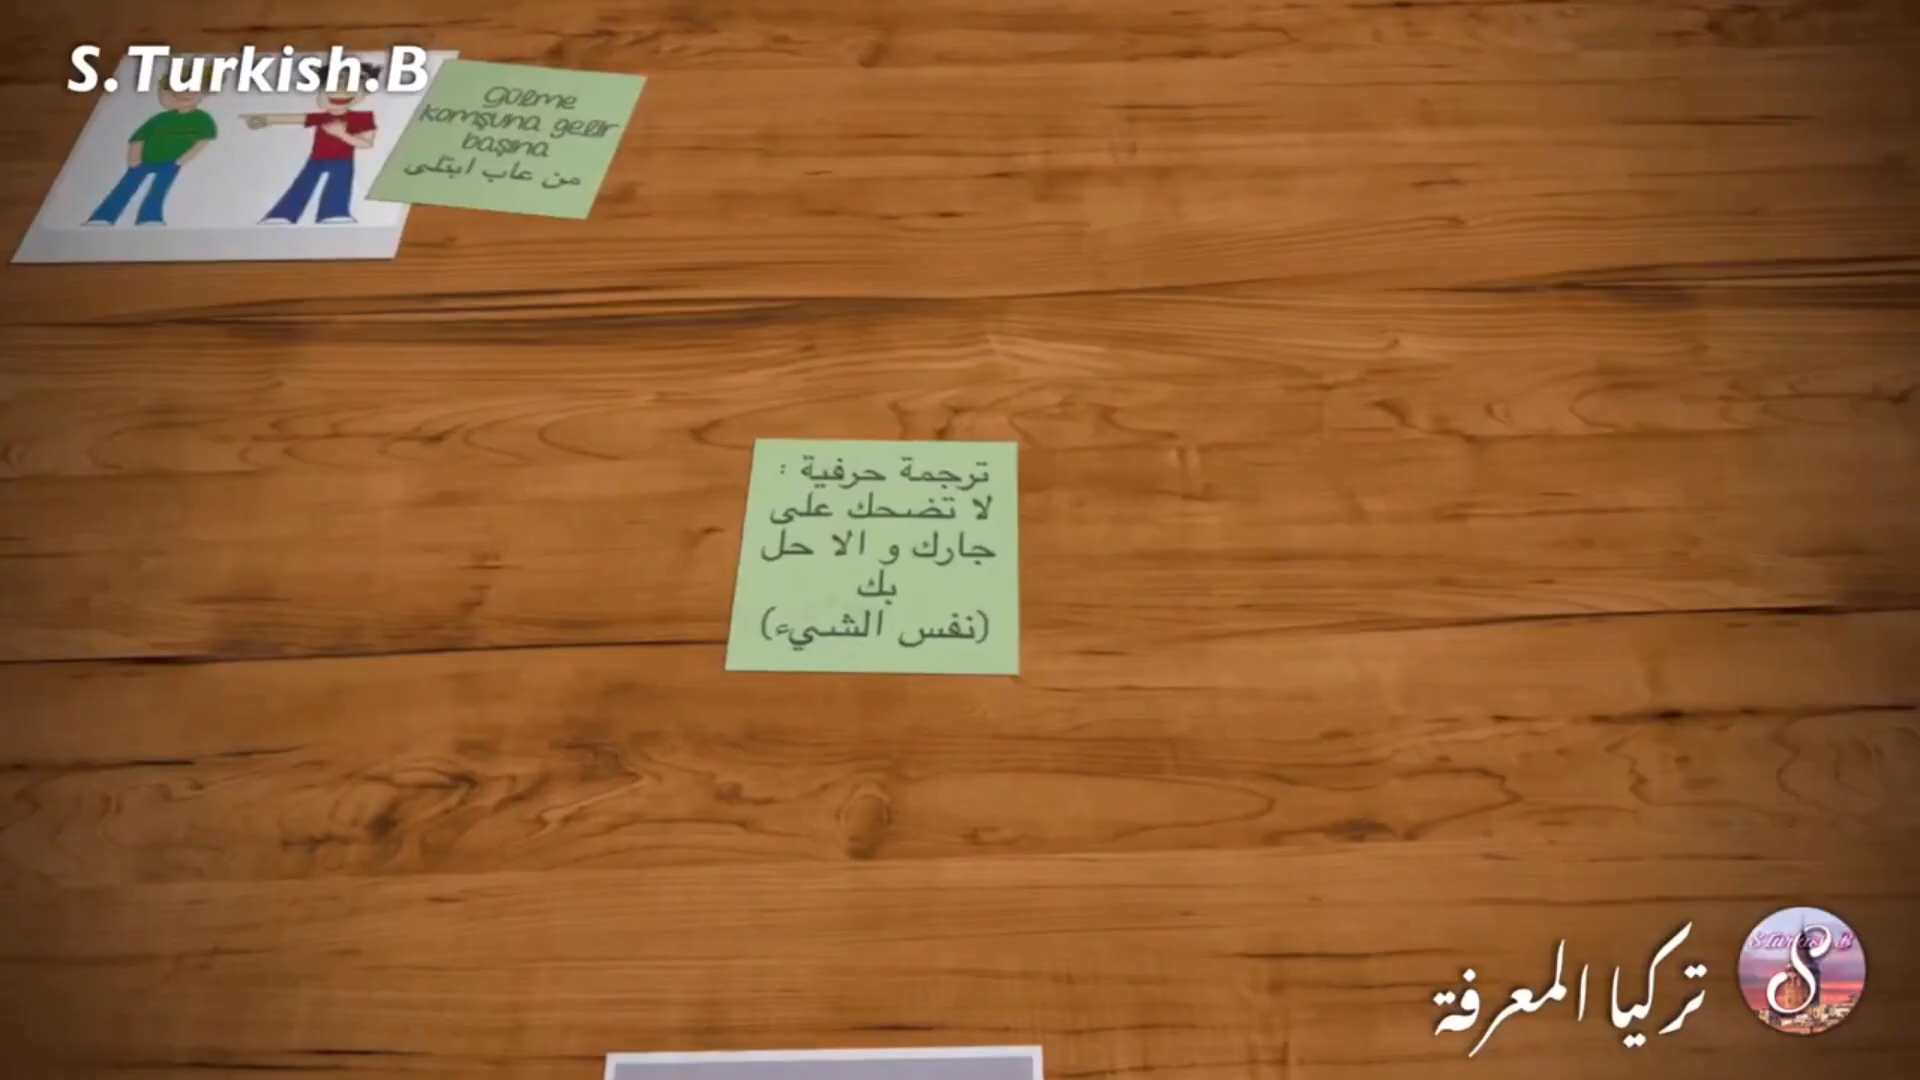 S.Turkish.B
Gülme
komşuna gelir
başına
من عاب ابتلى
ترجمة حرفية :
لا تضحك على
جارك و الا حل
بك
(نفس الشيء)
تركيا المعرفة
S.Turkish.B